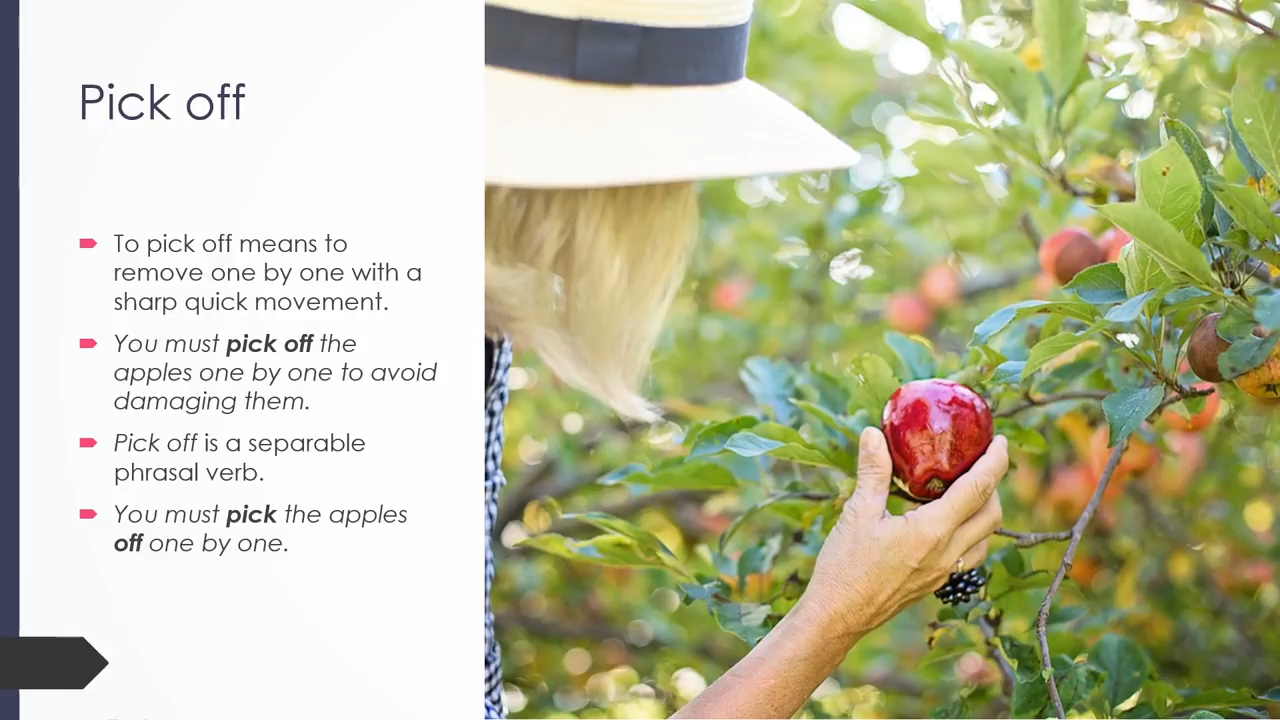 Pick off
To pick off means to
remove one by one with a
sharp quick movement.
You must pick off the
apples one by one to avoid
damaging them.
Pick off is a separable
phrasal verb.
You must pick the apples
off one by one.